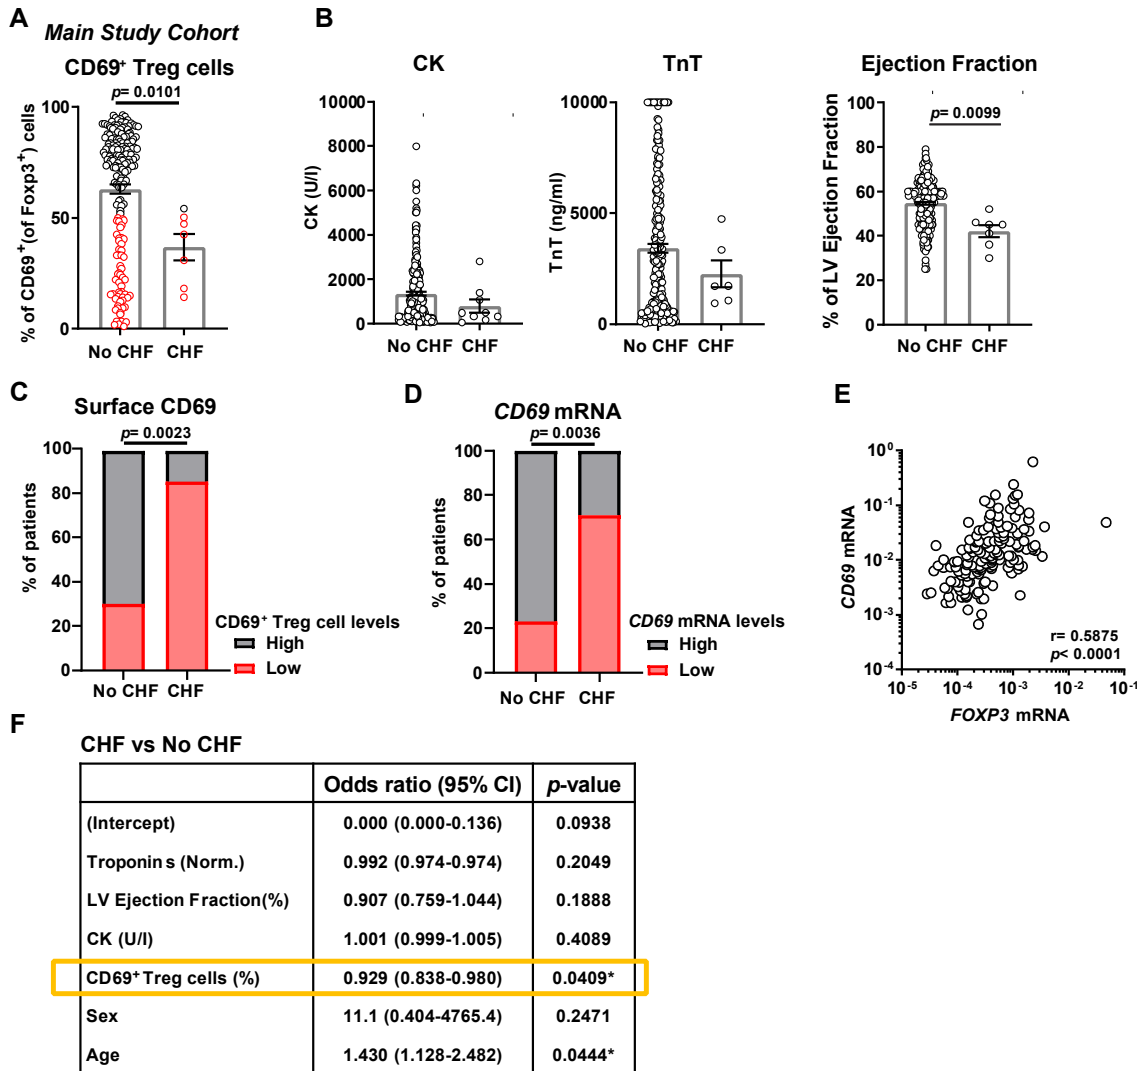 A
Main Study Cohort
CD69+ Treg cells
p= 0.0101
% of CD69+(of Foxp3+) cells
100
50
0
No CHF
CHF
B
CK
CK (U/l)
10000
8000
6000
4000
2000
0
No CHF
CHF
TnT
TnT (ng/ml)
10000
5000
0
No CHF
CHF
Ejection Fraction
p= 0.0099
% of LV Ejection Fraction
100
80
60
40
20
0
No CHF
CHF
C
Surface CD69
p= 0.0023
% of patients
100
80
60
40
20
0
No CHF
CHF
CD69+ Treg cell levels
High
Low
D
CD69 mRNA
p= 0.0036
% of patients
100
80
60
40
20
0
No CHF
CHF
CD69 mRNA levels
High
Low
E
CD69 mRNA
10^0
10^-1
10^-2
10^-3
10^-4
r= 0.5875
p< 0.0001
10^-5
10^-4
10^-3
10^-2
10^-1
FOXP3 mRNA
F
CHF vs No CHF
Odds ratio (95% CI) p-value
(Intercept) 0.000 (0.000-0.136) 0.0938
Troponins (Norm.) 0.992 (0.974-0.974) 0.2049
LV Ejection Fraction(%) 0.907 (0.759-1.044) 0.1888
CK (U/l) 1.001 (0.999-1.005) 0.4089
CD69+ Treg cells (%) 0.929 (0.838-0.980) 0.0409*
Sex 11.1 (0.404-4765.4) 0.2471
Age 1.430 (1.128-2.482) 0.0444*